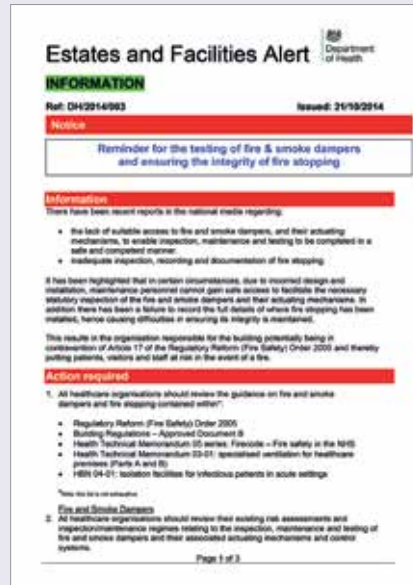 Estates and Facilities Alert
Department
of Health
INFORMATION
Ref: DH/2014/003
Issued: 21/10/2014
Notice
Reminder for the testing of fire & smoke dampers
and ensuring the integrity of fire stopping
Information
There have been recent reports in the national media regarding:
• the lack of suitable access to fire and smoke dampers, and their actuating
mechanisms, to enable inspection, maintenance and testing to be completed in a
safe and competent manner.
• inadequate inspection, recording and documentation of fire stopping
It has been highlighted that in certain circumstances, due to incorrect design and
installation, maintenance personnel cannot gain safe access to facilitate the necessary
statutory inspection of the fire and smoke dampers and their actuating mechanisms. In
addition there has been a failure to record the full details of where fire stopping has been
installed, hence causing difficulties in ensuring its integrity is maintained.
This results in the organisation responsible for the building potentially being in
contravention of Article 17 of the Regulatory Reform (Fire Safety) Order 2005 and thereby
putting patients, visitors and staff at risk in the event of a fire.
Action required
1. All healthcare organisations should review the guidance on fire and smoke
dampers and fire stopping contained within*:
• Regulatory Reform (Fire Safety) Order 2005
• Building Regulations – Approved Document B
• Health Technical Memorandum 05 series: Firecode – Fire safety in the NHS
• Health Technical Memorandum 03-01: specialised ventilation for healthcare
premises (Parts A and B)
• HBN 04-01: Isolation facilities for infectious patients in acute settings
*Note: this list is not exhaustive
Fire and Smoke Dampers
2. All healthcare organisations should review their existing risk assessments and
inspection/maintenance regimes relating to the inspection, maintenance and testing of
fire and smoke dampers and their associated actuating mechanisms and control
systems.
Page 1 of 3